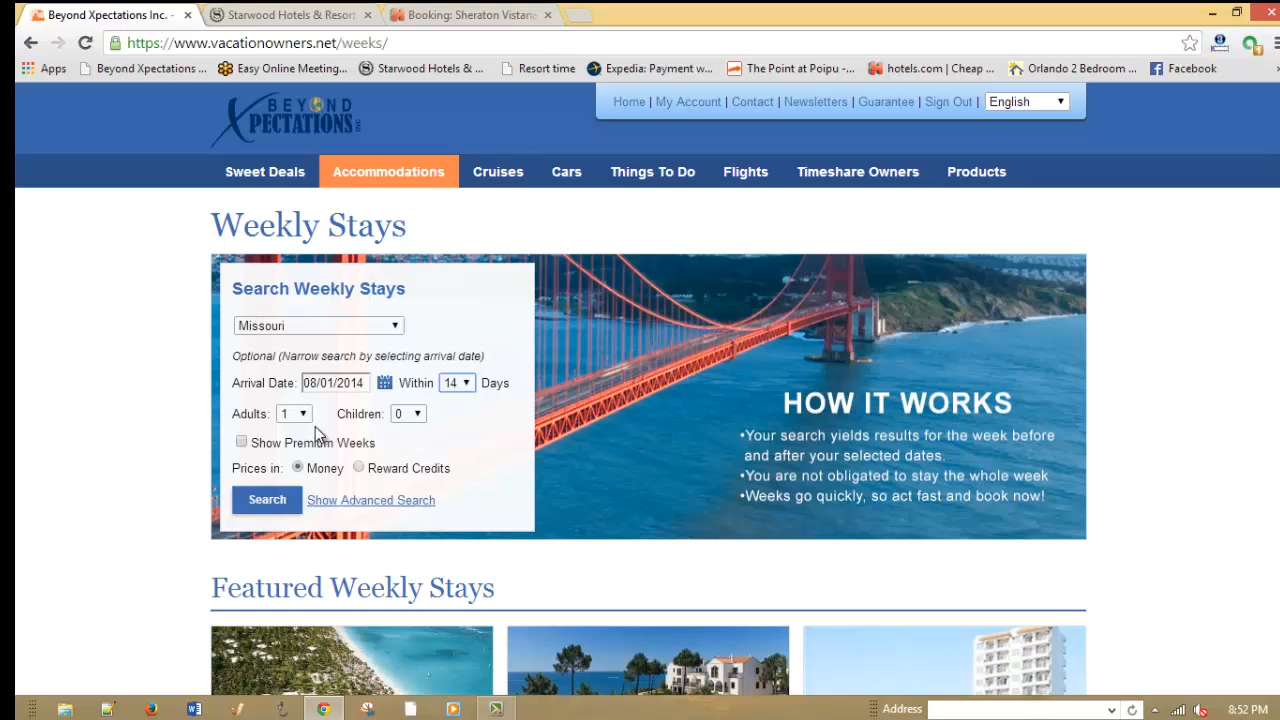 Beyond Xpectations Inc. -
Starwood Hotels & Resort
Booking: Sheraton Vistana
https://www.vacationowners.net/weeks/
Apps
Beyond Xpectations ...
Easy Online Meeting...
Starwood Hotels & ...
Resort time
Expedia: Payment w...
The Point at Poipu -...
hotels.com | Cheap ...
Orlando 2 Bedroom ...
Facebook
BEYOND
XPECTATIONS INC
Home | My Account | Contact | Newsletters | Guarantee | Sign Out |
English
Sweet Deals
Accommodations
Cruises
Cars
Things To Do
Flights
Timeshare Owners
Products
Weekly Stays
Search Weekly Stays
Missouri
Optional (Narrow search by selecting arrival date)
Arrival Date: 08/01/2014 Within 14 Days
Adults: 1 Children: 0
Show Premium Weeks
Prices in: Money Reward Credits
Search Show Advanced Search
HOW IT WORKS
•Your search yields results for the week before
and after your selected dates.
•You are not obligated to stay the whole week
•Weeks go quickly, so act fast and book now!
Featured Weekly Stays
Address
8:52 PM